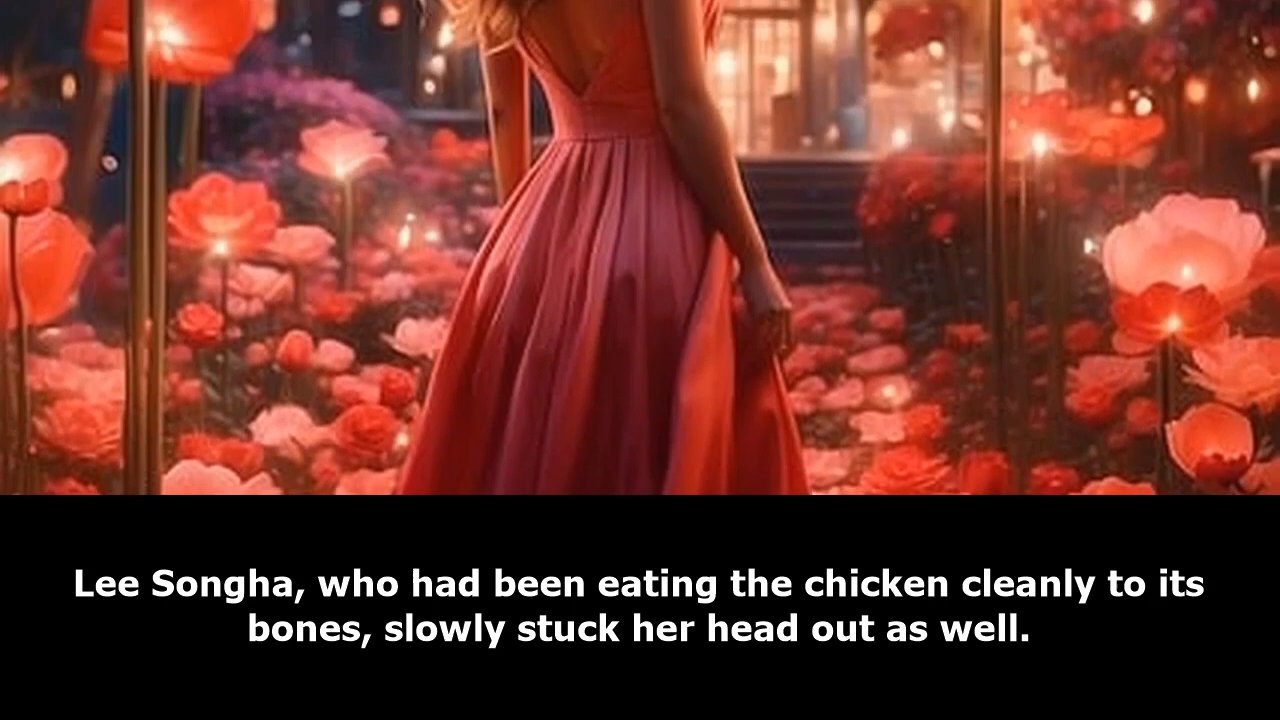 Lee Songha, who had been eating the chicken cleanly to its
bones, slowly stuck her head out as well.